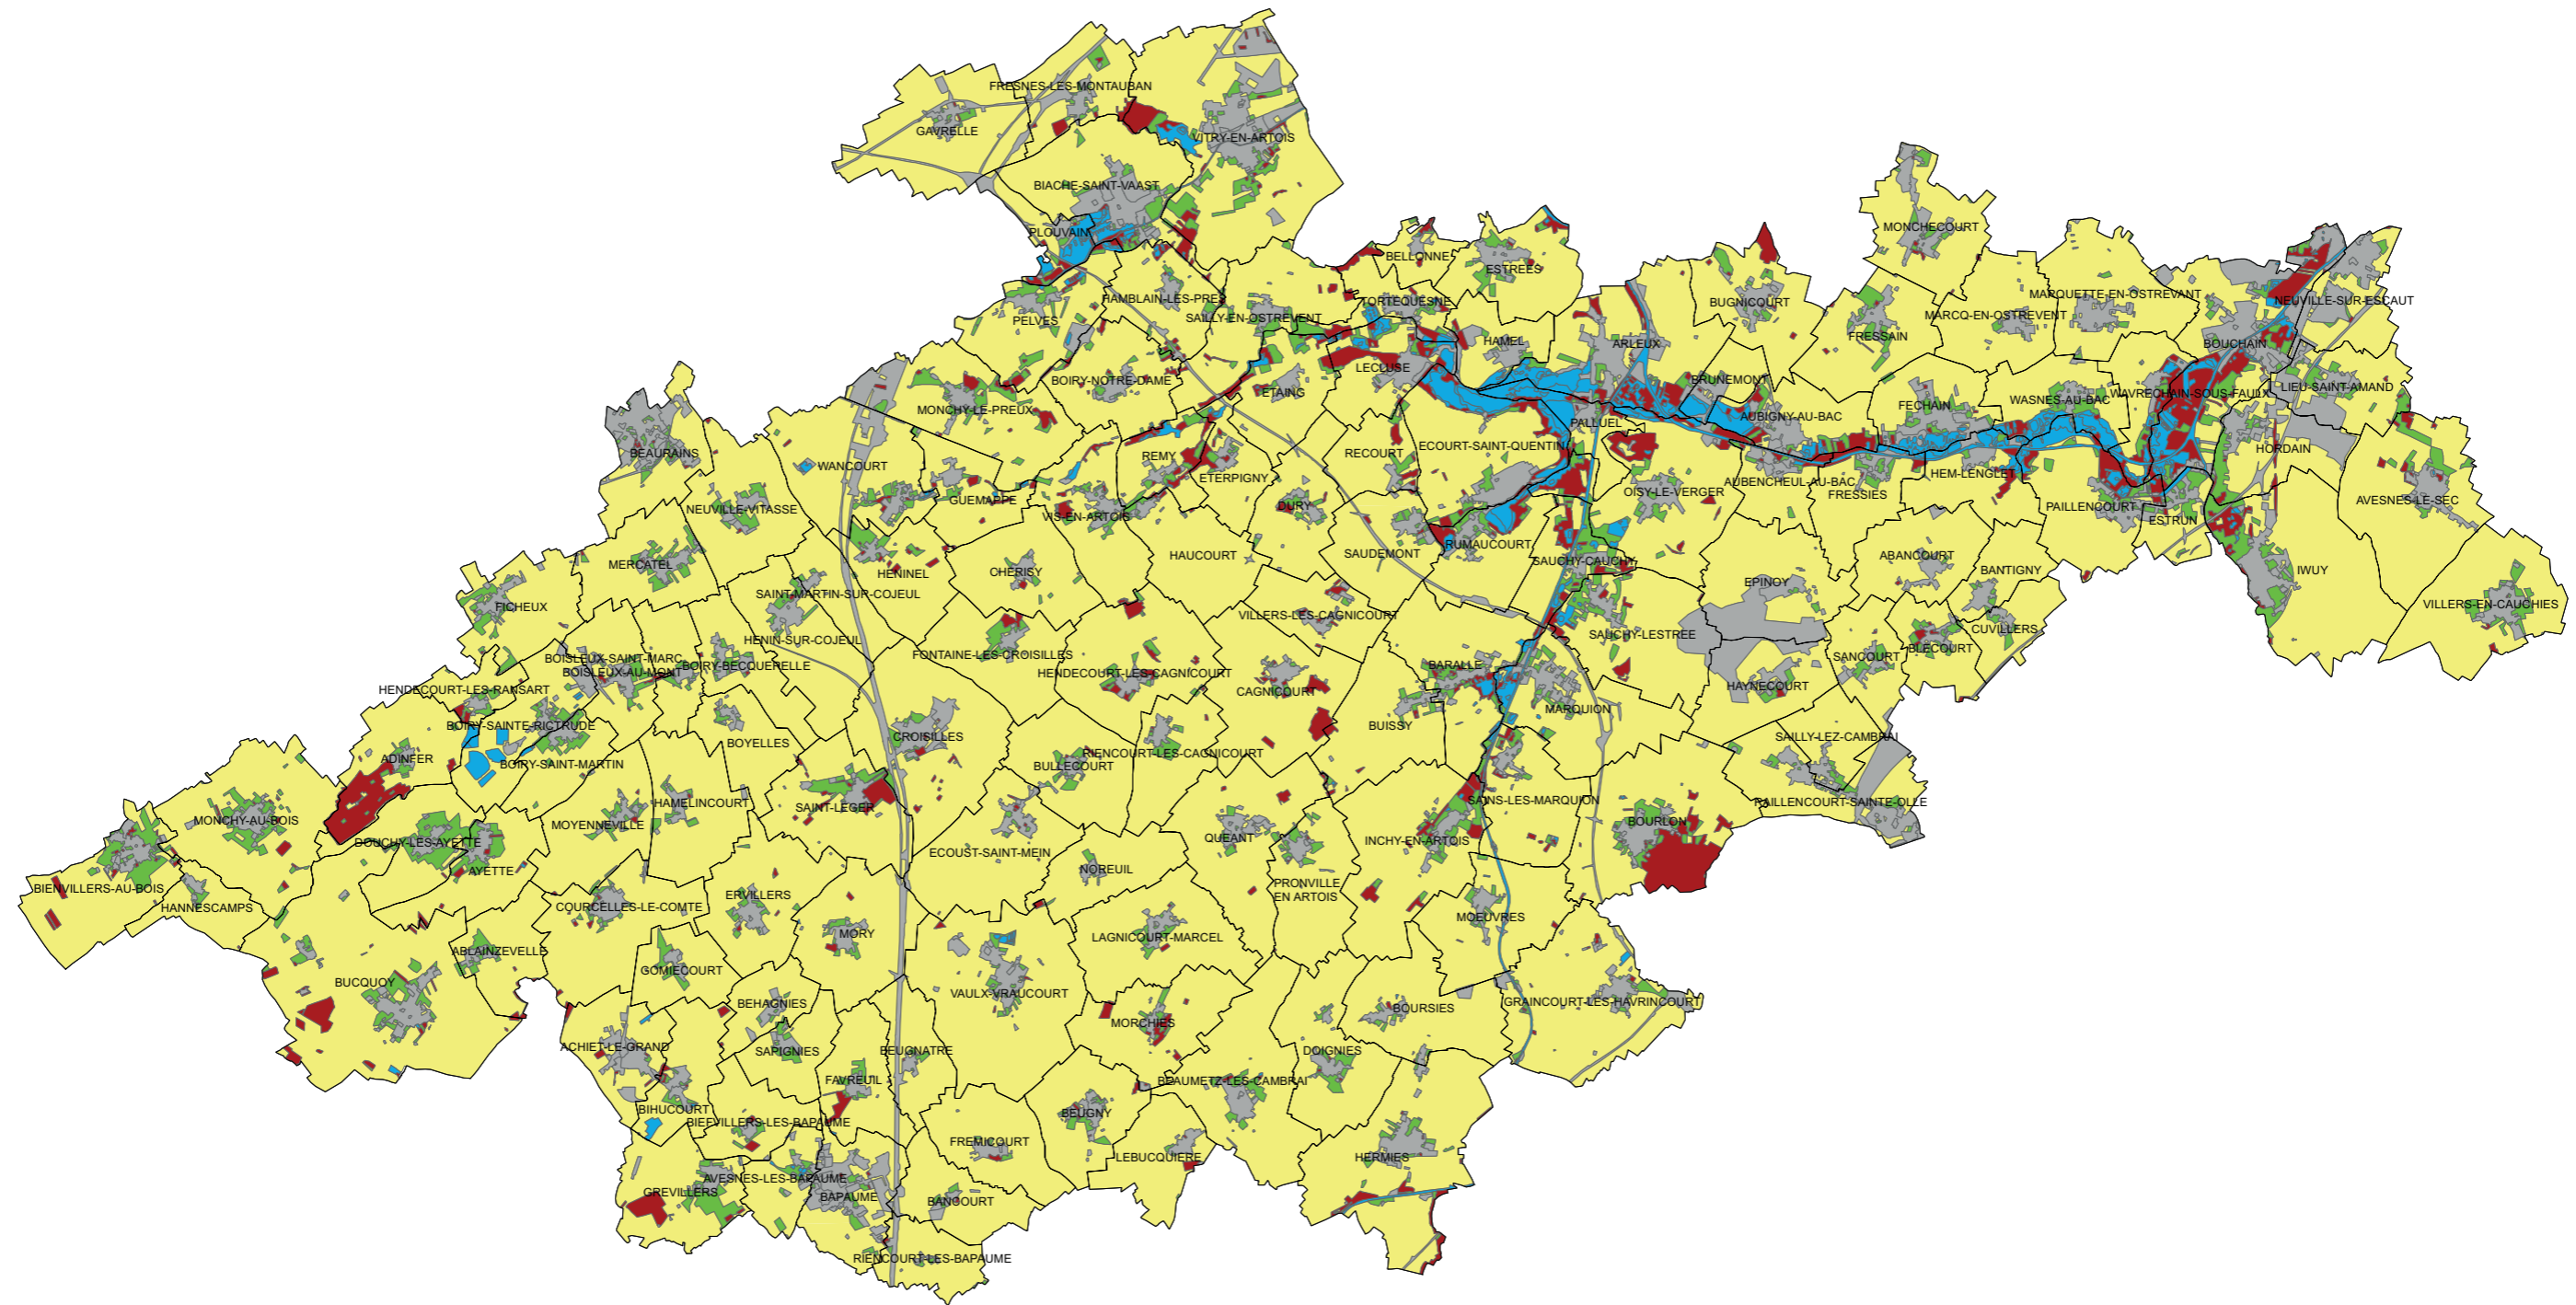 FRESNES-LES-MONTAUBAN
GAVRELLE
VITRY-EN-ARTOIS
BIACHE-SAINT-VAAST
PLOUVAIN
MONCHECOURT
BELLONNE
ESTREES
HAMBLAIN-LES-PRES
TORTEQUESNE
BUGNICOURT
MARQUETTE-EN-OSTREVANT
NEUVILLE-SUR-ESCAUT
PELVES
SAILLY-EN-OSTREVENT
MARCQ-EN-OSTREVENT
FRESSAIN
HAMEL
ARLEUX
BOUCHAIN
LECLUSE
BOIRY-NOTRE-DAME
ETAING
BRUNEMONT
LIEU-SAINT-AMAND
MONCHY-LE-PREUX
WASNES-AU-BAC
WAVRECHAIN-SOUS-FAULX
FECHAIN
AUBIGNY-AU-BAC
PALLUEL
BEAURAINS
WANCOURT
REMY
RECOURT
ECOURT-SAINT-QUENTIN
HORDAIN
ETERPIGNY
HEM-LENGLET
GUEMAPPE
OISY-LE-VERGER
AUBENCHEUL-AU-BAC
FRESSIES
AVESNES-LE-SEC
NEUVILLE-VITASSE
VIS-EN-ARTOIS
DURY
PAILLENCOURT
ESTRUN
RUMAUCOURT
HAUCOURT
SAUDEMONT
SAUCHY-CAUCHY
ABANCOURT
MERCATEL
HENINEL
CHERISY
EPINOY
BANTIGNY
IWUY
SAINT-MARTIN-SUR-COJEUL
FICHEUX
VILLERS-LES-CAGNICOURT
VILLERS-EN-CAUCHIES
HENIN-SUR-COJEUL
SAUCHY-LESTREE
CUVILLERS
BLECOURT
FONTAINE-LES-CROISILLES
BOISLEUX-SAINT-MARC
BOIRY-BECQUERELLE
BOISLEUX-AU-MONT
BARALLE
SANCOURT
HENDECOURT-LES-CAGNICOURT
HENDECOURT-LES-RANSART
CAGNICOURT
HAYNECOURT
MARQUION
BOIRY-SAINTE-RICTRUDE
BUISSY
CROISILLES
SAILLY-LEZ-CAMBRAI
BOYELLES
RIENCOURT-LES-CAGNICOURT
ADINFER
BOIRY-SAINT-MARTIN
BULLECOURT
HAMELINCOURT
SAINT-LEGER
SAINS-LES-MARQUION
RAILLENCOURT-SAINTE-OLLE
MONCHY-AU-BOIS
MOYENNEVILLE
BOURLON
QUEANT
INCHY-EN-ARTOIS
DOUCHY-LES-AYETTE
ECOUST-SAINT-MEIN
AYETTE
NOREUIL
BIENVILLERS-AU-BOIS
PRONVILLE
EN ARTOIS
ERVILLERS
HANNESCAMPS
COURCELLES-LE-COMTE
MOEUVRES
MORY
LAGNICOURT-MARCEL
ABLAINZEVELLE
GOMIECOURT
BUCQUOY
VAULX-VRAUCOURT
BEHAGNIES
GRAINCOURT-LES-HAVRINCOURT
BOURSIES
MORCHIES
ACHIET-LE-GRAND
SAPIGNIES
BEUGNATRE
DOIGNIES
FAVREUIL
BEAUMETZ-LES-CAMBRAI
BIHUCOURT
BEUGNY
BIEFVILLERS-LES-BAPAUME
FREMICOURT
LEBUCQUIERE
HERMIES
AVESNES-LES-BAPAUME
GREVILLERS
BAPAUME
BANCOURT
RIENCOURT-LES-BAPAUME